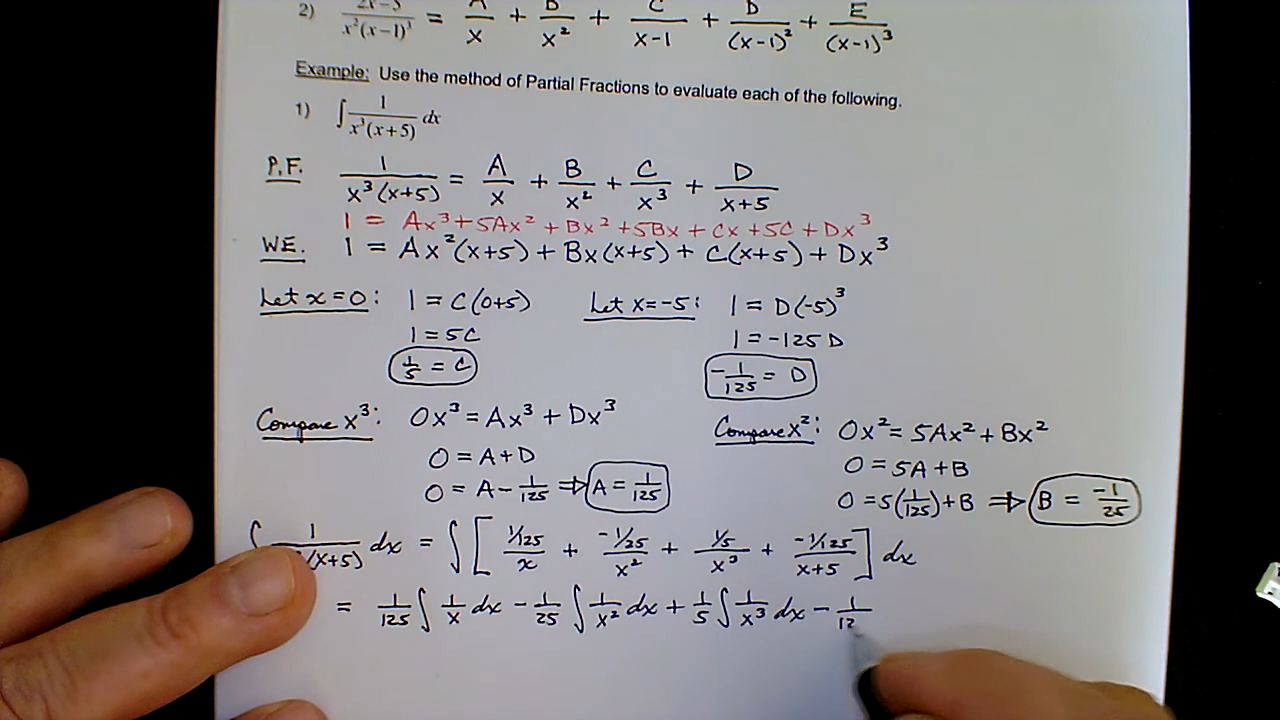 2) 2x-5/x²(x-1)³ = A/x + B/x² + C/x-1 + D/(x-1)² + E/(x-1)³
Example: Use the method of Partial Fractions to evaluate each of the following.
1) ∫ 1/x³(x+5) dx
P.F. 1/x³(x+5) = A/x + B/x² + C/x³ + D/x+5
1 = Ax³+5Ax² + Bx² +5Bx + Cx +5C + Dx³
W.E. 1 = Ax²(x+5) + Bx(x+5) + C(x+5) + Dx³
Let x=0: 1 = C(0+5) Let x=-5: 1 = D(-5)³
1 = 5C 1 = -125 D
1/5 = C -1/125 = D
Compare x³: 0x³ = Ax³ + Dx³ Compare x²: 0x² = 5Ax² + Bx²
0 = A+D 0 = 5A+B
0 = A - 1/125 ⇒ A = 1/125 0 = 5(1/125) + B ⇒ B = -1/25
∫ 1/(x+5) dx = ∫ [ 1/125/x + -1/25/x² + 1/5/x³ + -1/125/x+5 ] dx
= 1/125 ∫ 1/x dx - 1/25 ∫ 1/x² dx + 1/5 ∫ 1/x³ dx - 1/12